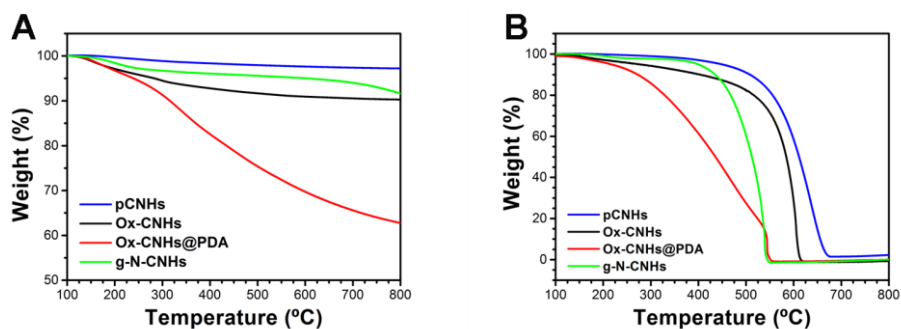 A
Weight (%)
100
90
80
70
60
50
pCNHs
Ox-CNHs
Ox-CNHs@PDA
g-N-CNHs
100 200 300 400 500 600 700 800
Temperature (ºC)
B
Weight (%)
100
80
60
40
20
0
pCNHs
Ox-CNHs
Ox-CNHs@PDA
g-N-CNHs
100 200 300 400 500 600 700 800
Temperature (ºC)